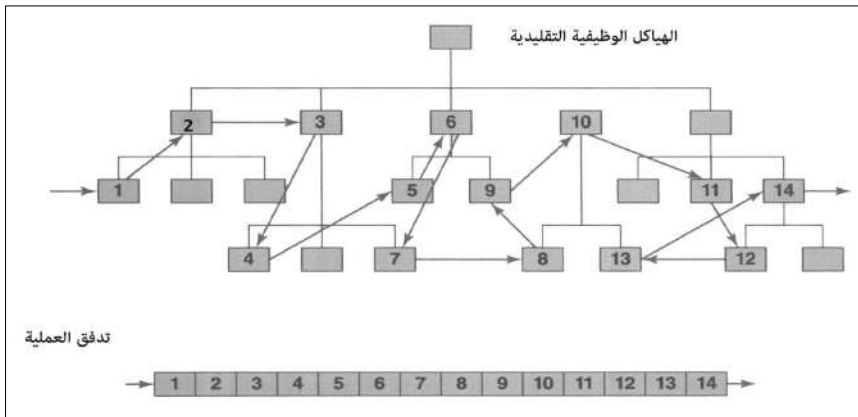 الهياكل الوظيفية التقليدية
2 3 6 10
1 5 9 11 14
4 7 8 13 12
تدفق العملية
1 2 3 4 5 6 7 8 9 10 11 12 13 14